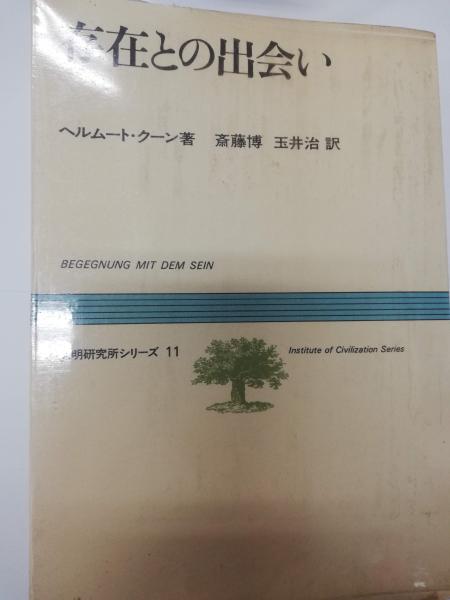 存在との出会い
ヘルムート・クーン著 斎藤博 玉井治 訳
BEGEGNUNG MIT DEM SEIN
明研究所シリーズ 11
Institute of Civilization Series